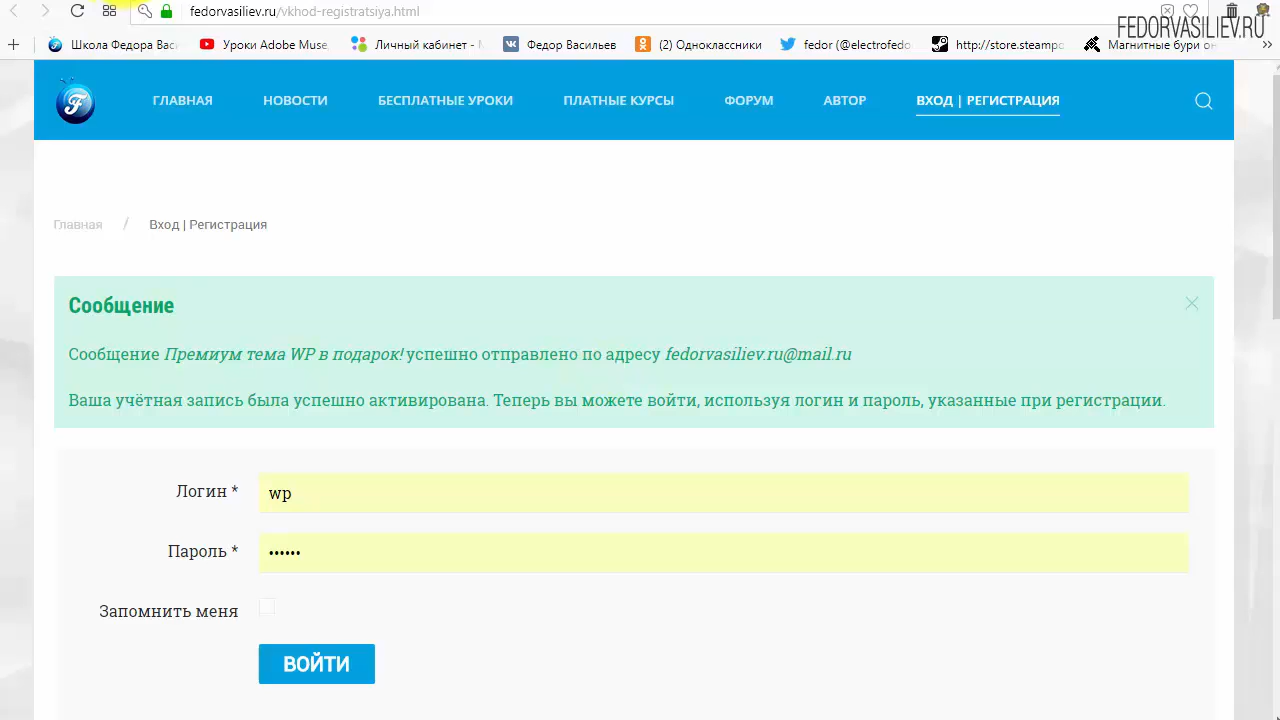 fedorvasiliev.ru/vkhod-registratsiya.html
FEDORVASILIEV.RU
Школа Федора Вас
Уроки Adobe Muse,
Личный кабинет -
Федор Васильев
(2) Одноклассники
fedor (@electrofedo
http://store.steampo
Магнитные бури он
ГЛАВНАЯ
НОВОСТИ
БЕСПЛАТНЫЕ УРОКИ
ПЛАТНЫЕ КУРСЫ
ФОРУМ
АВТОР
ВХОД | РЕГИСТРАЦИЯ
Главная / Вход | Регистрация
Сообщение
Сообщение Премиум тема WP в подарок! успешно отправлено по адресу fedorvasiliev.ru@mail.ru
Ваша учётная запись была успешно активирована. Теперь вы можете войти, используя логин и пароль, указанные при регистрации.
Логин * wp
Пароль * ••••••
Запомнить меня
ВОЙТИ